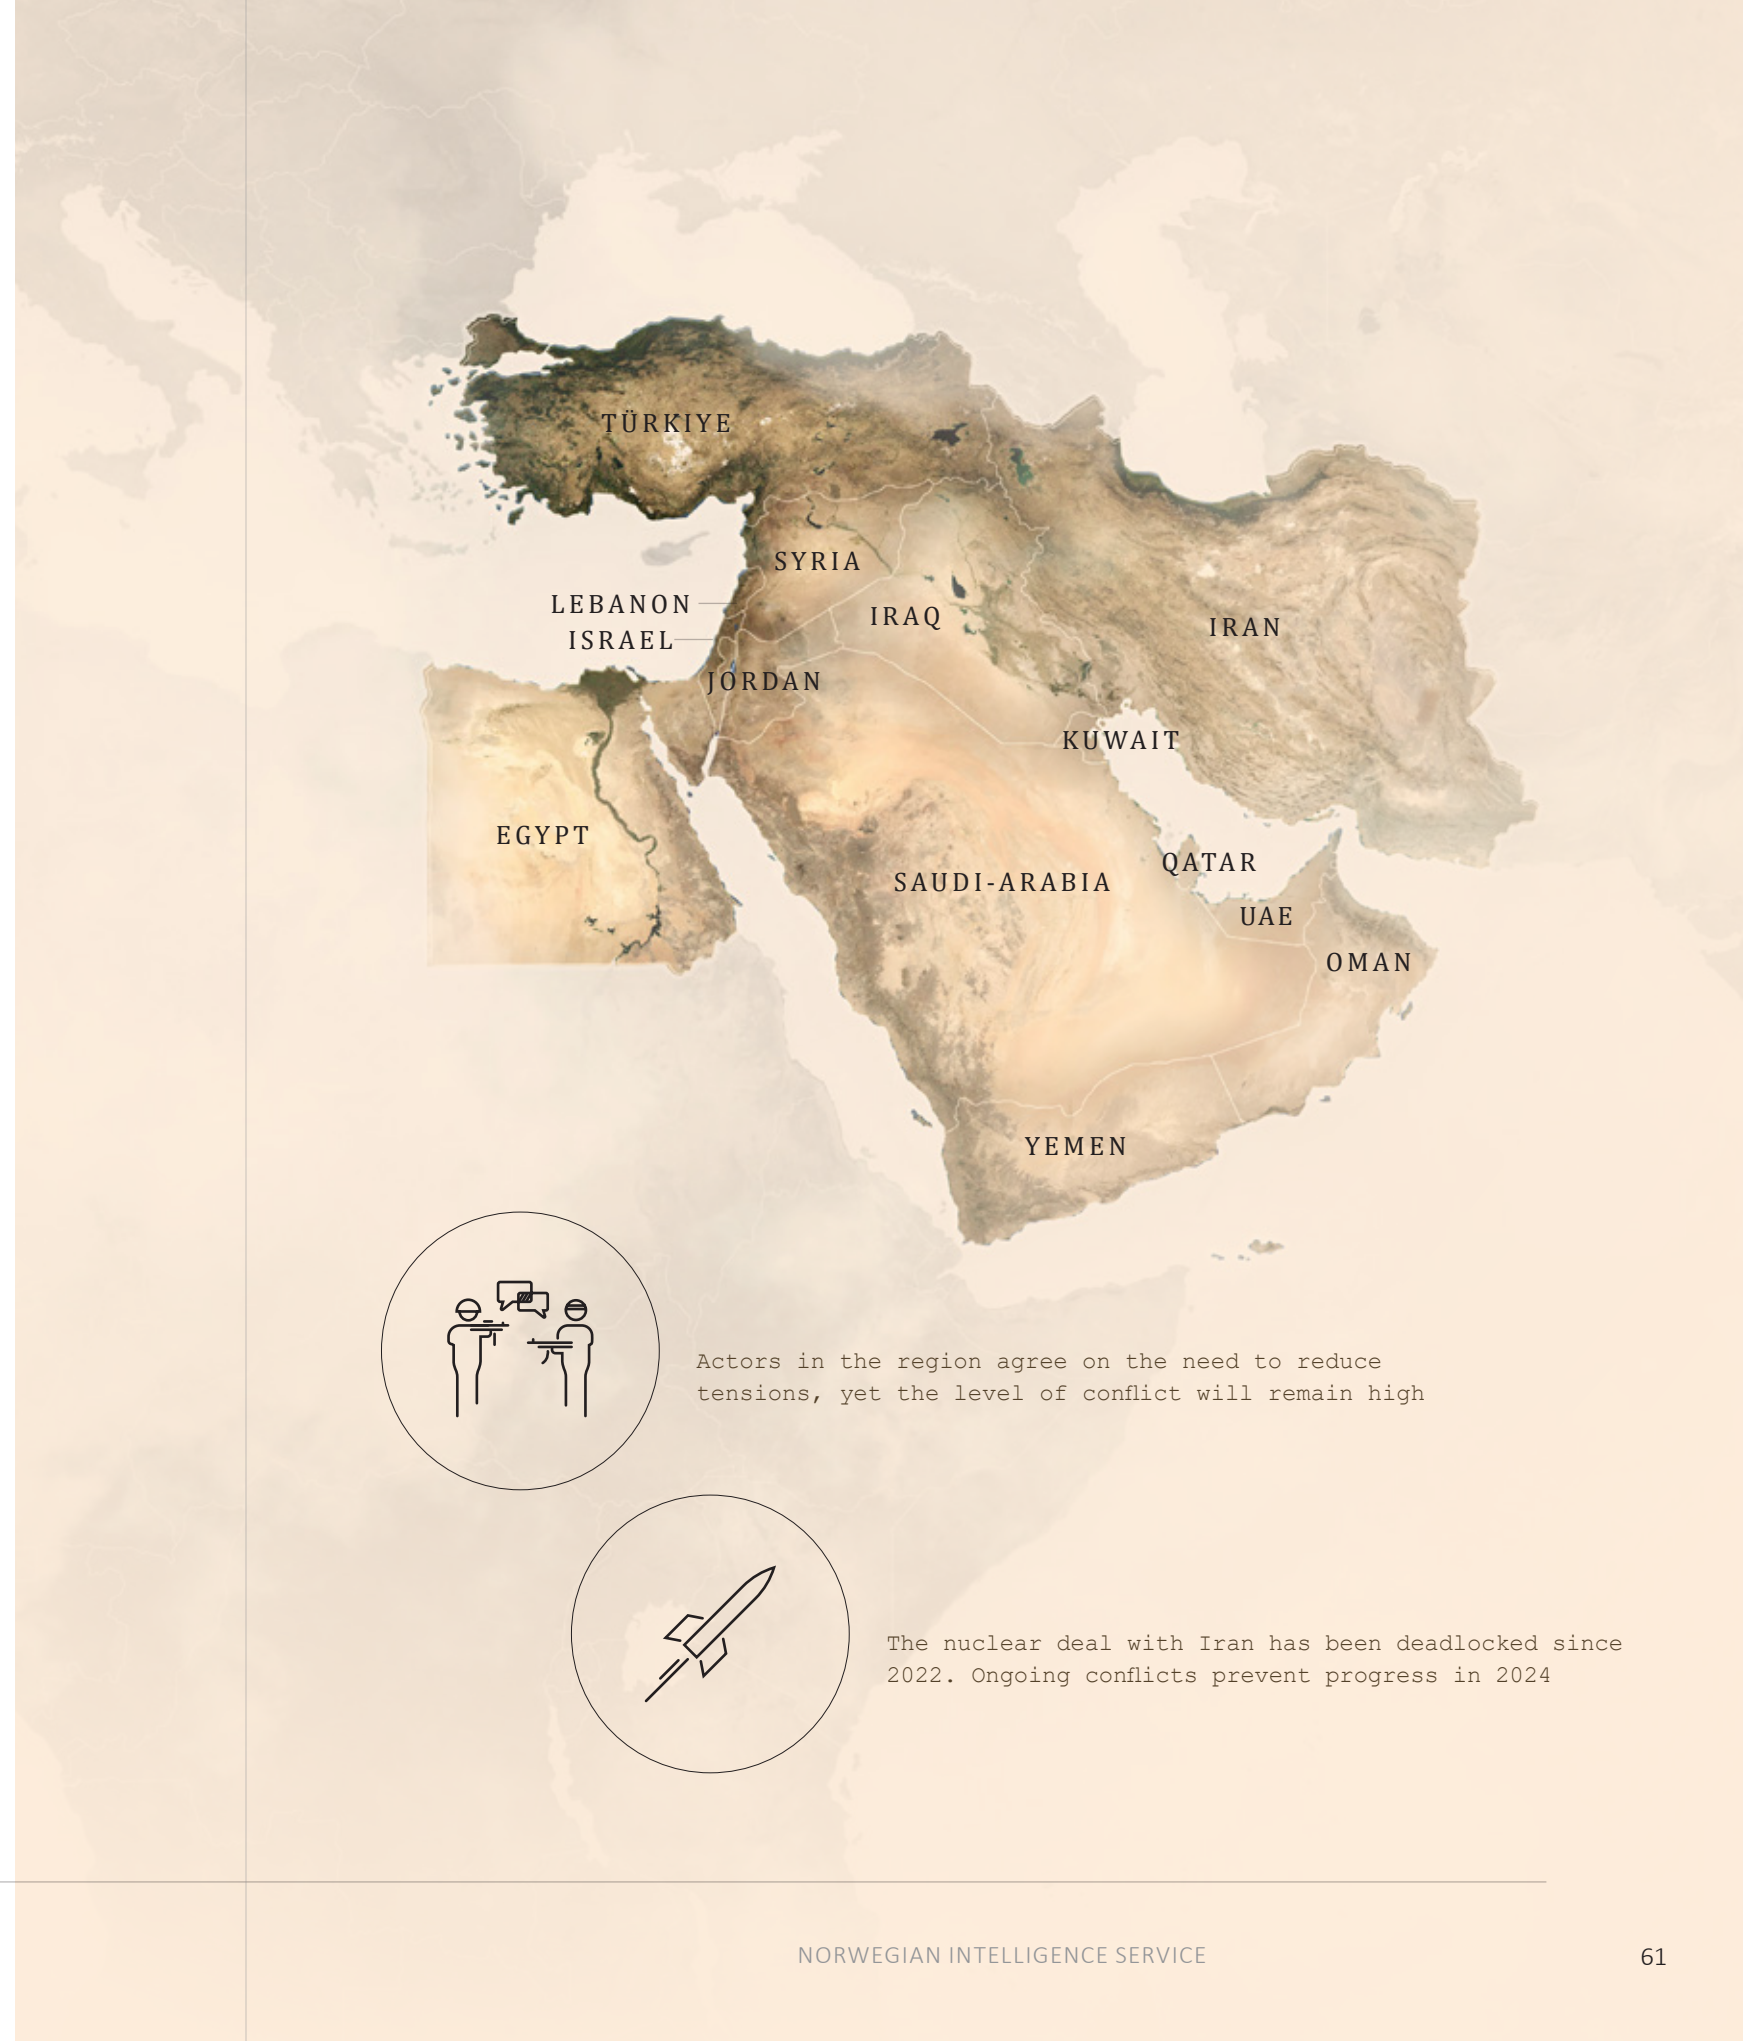 TÜRKIYE
SYRIA
LEBANON
IRAQ
IRAN
ISRAEL
JORDAN
KUWAIT
EGYPT
QATAR
SAUDI-ARABIA
UAE
OMAN
YEMEN
Actors in the region agree on the need to reduce
tensions, yet the level of conflict will remain high
The nuclear deal with Iran has been deadlocked since
2022. Ongoing conflicts prevent progress in 2024
NORWEGIAN INTELLIGENCE SERVICE
61